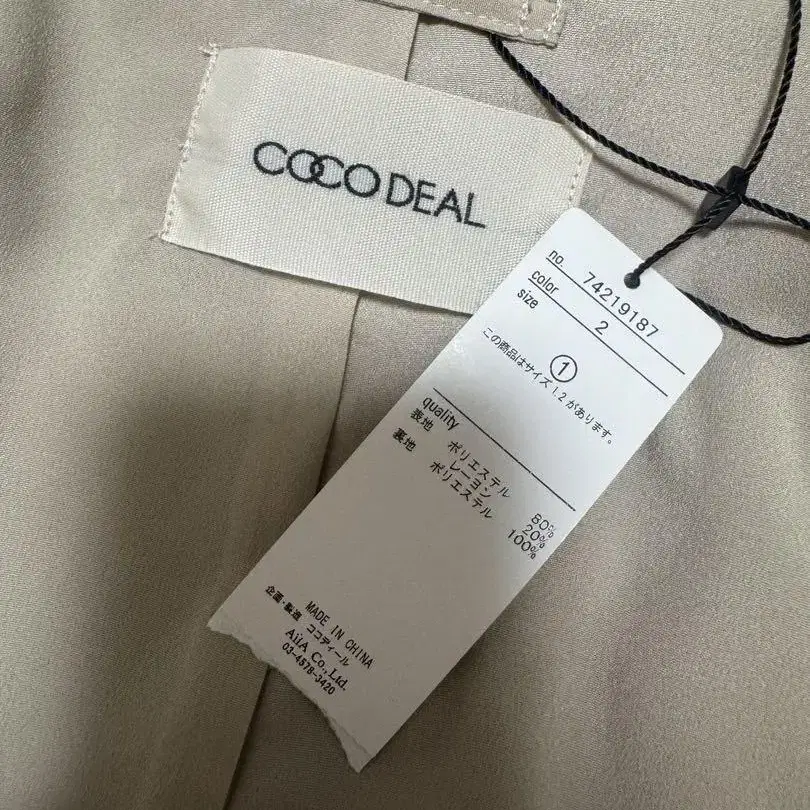 COCO DEAL
no. 74219187
color 2
size ①
この商品はサイズ1.2があります。
quality
表地 ポリエステル 80%
レーヨン 20%
裏地 ポリエステル 100%
MADE IN CHINA
企画・製造 ココディール
AiiA Co.,Ltd.
03-4578-3420